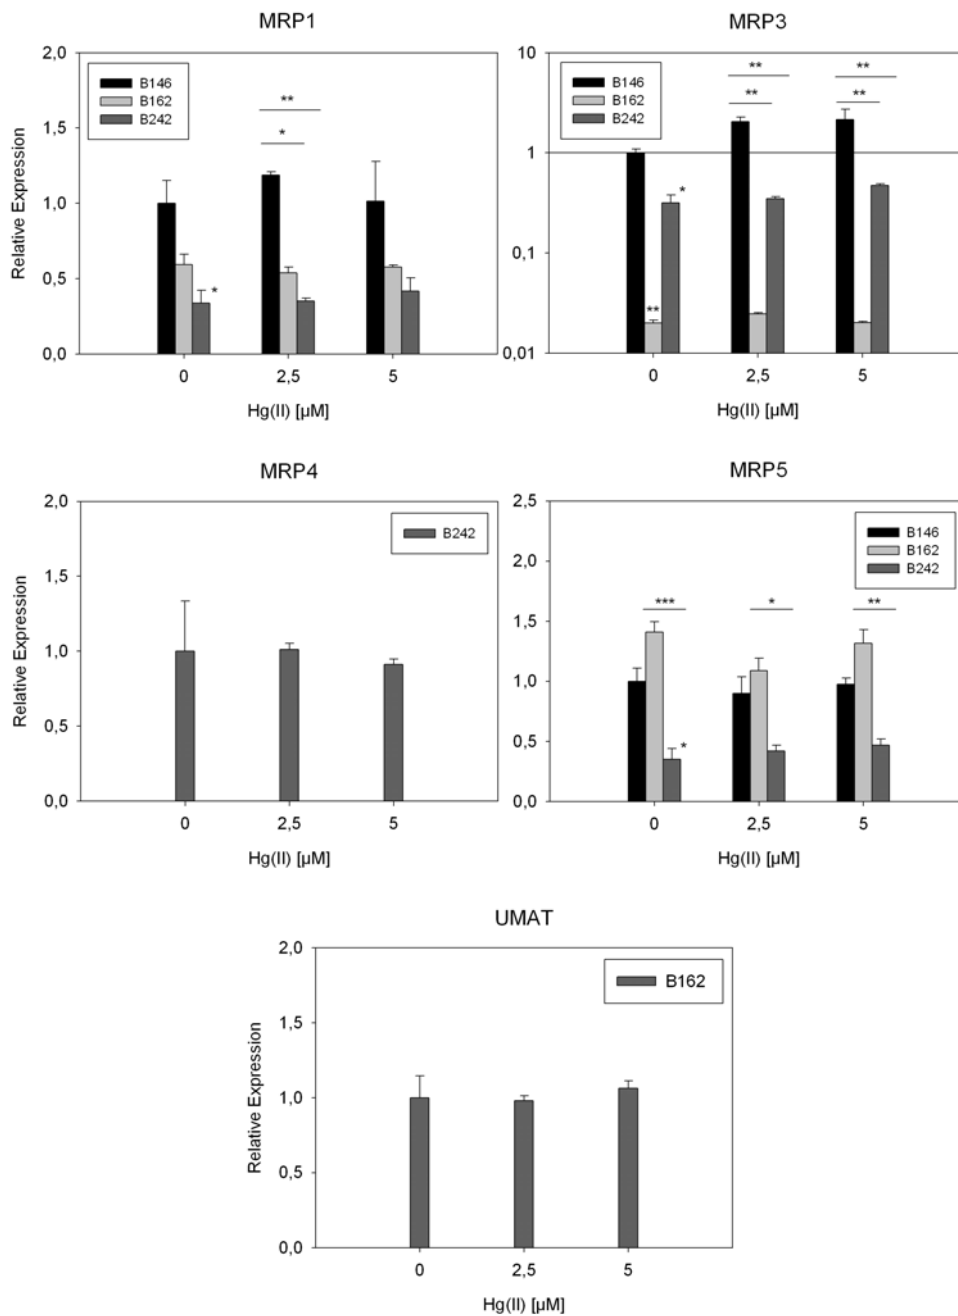 MRP1
2,0
1,5
1,0
0,5
0,0
Relative Expression
B146
B162
B242
**
*
*
0
2,5
5
Hg(II) [µM]
MRP3
10
1
0,1
0,01
B146
B162
B242
**
**
**
**
*
**
0
2,5
5
Hg(II) [µM]
MRP4
2,0
1,5
1,0
0,5
0,0
Relative Expression
B242
0
2,5
5
Hg(II) [µM]
MRP5
2,5
2,0
1,5
1,0
0,5
0,0
B146
B162
B242
***
*
**
*
0
2,5
5
Hg(II) [µM]
UMAT
2,0
1,5
1,0
0,5
0,0
Relative Expression
B162
0
2,5
5
Hg(II) [µM]